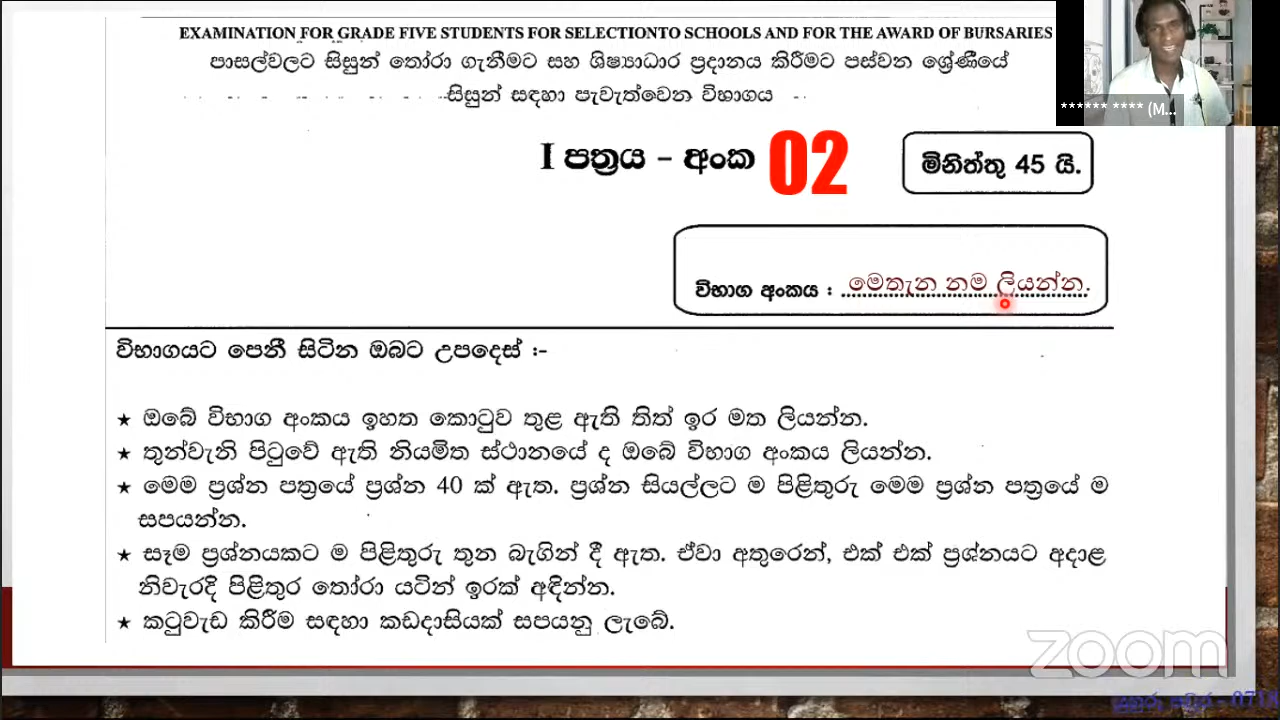 EXAMINATION FOR GRADE FIVE STUDENTS FOR SELECTIONTO SCHOOLS AND FOR THE AWARD OF BURSARIES
පාසල්වලට සිසුන් තෝරා ගැනීමට සහ ශිෂ්‍යාධාර ප්‍රදානය කිරීමට පස්වන ශ්‍රේණියේ
සිසුන් සඳහා පැවැත්වෙන විභාගය
****** **** (M...
I පත්‍රය – අංක 02
මිනිත්තු 45 යි.
විභාග අංකය : මෙතැන නම ලියන්න.
විභාගයට පෙනී සිටින ඔබට උපදෙස් :-
★ ඔබේ විභාග අංකය ඉහත කොටුව තුළ ඇති තිත් ඉර මත ලියන්න.
★ තුන්වැනි පිටුවේ ඇති නියමිත ස්ථානයේ ද ඔබේ විභාග අංකය ලියන්න.
★ මෙම ප්‍රශ්න පත්‍රයේ ප්‍රශ්න 40 ක් ඇත. ප්‍රශ්න සියල්ලට ම පිළිතුරු මෙම ප්‍රශ්න පත්‍රයේ ම
සපයන්න.
★ සෑම ප්‍රශ්නයකට ම පිළිතුරු තුන බැගින් දී ඇත. ඒවා අතුරෙන්, එක් එක් ප්‍රශ්නයට අදාළ
නිවැරදි පිළිතුර තෝරා යටින් ඉරක් අඳින්න.
★ කටුවැඩ කිරීම සඳහා කඩදාසියක් සපයනු ලැබේ.
zoom